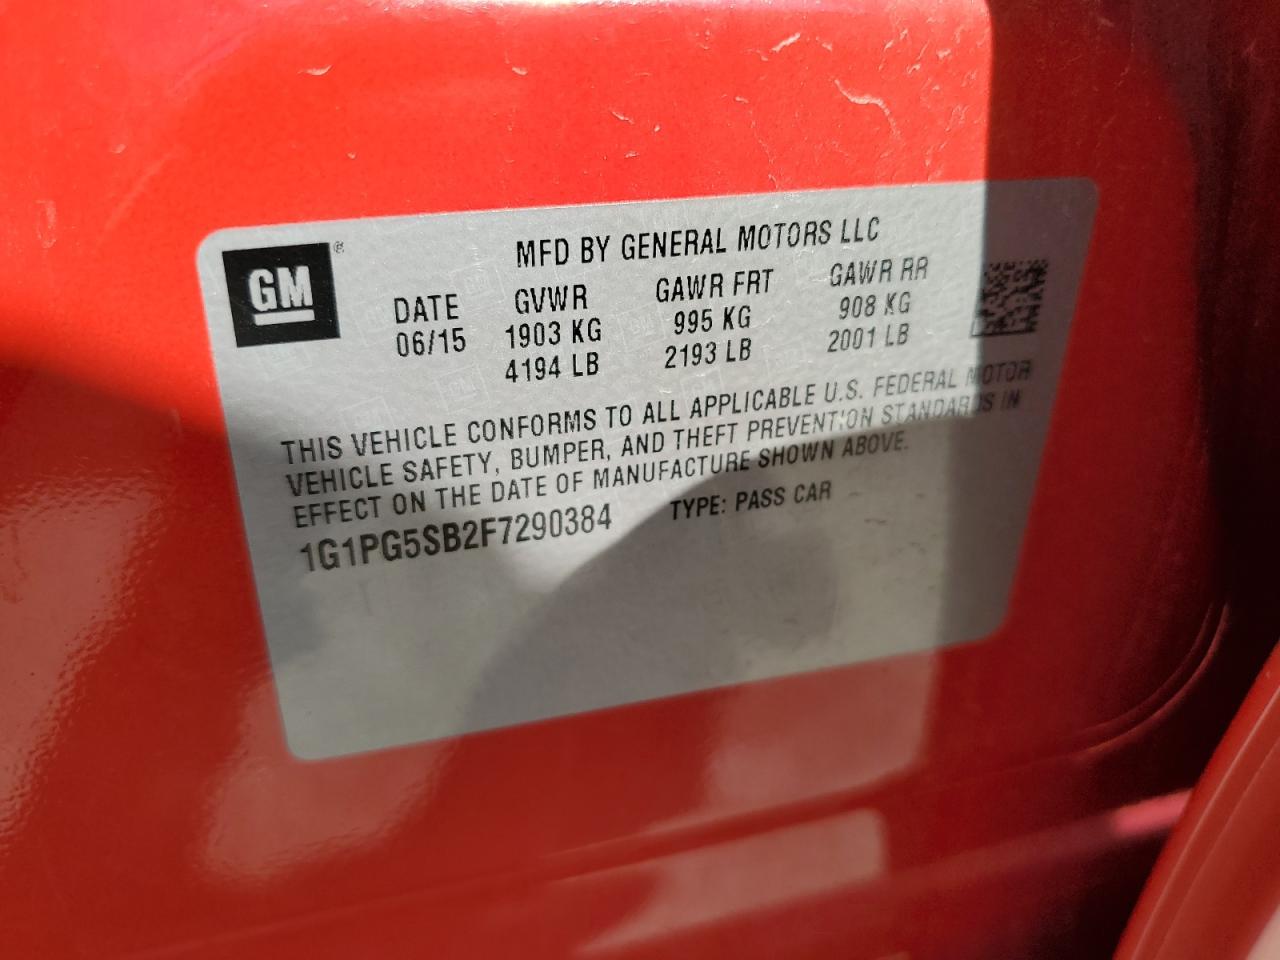 GM ®
MFD BY GENERAL MOTORS LLC
DATE GVWR GAWR FRT GAWR RR
06/15 1903 KG 995 KG 908 KG
4194 LB 2193 LB 2001 LB
THIS VEHICLE CONFORMS TO ALL APPLICABLE U.S. FEDERAL MOTOR
VEHICLE SAFETY, BUMPER, AND THEFT PREVENTION STANDARDS IN
EFFECT ON THE DATE OF MANUFACTURE SHOWN ABOVE.
1G1PG5SB2F7290384 TYPE: PASS CAR